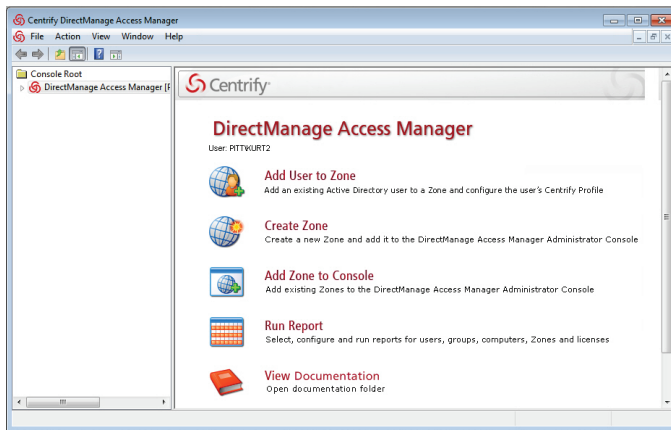 Centrify DirectManage Access Manager
File Action View Window Help
Console Root
DirectManage Access Manager [F
Centrify
DirectManage Access Manager
User: PITT\KURT2
Add User to Zone
Add an existing Active Directory user to a Zone and configure the user's Centrify Profile
Create Zone
Create a new Zone and add it to the DirectManage Access Manager Administrator Console
Add Zone to Console
Add existing Zones to the DirectManage Access Manager Administrator Console
Run Report
Select, configure and run reports for users, groups, computers, Zones and licenses
View Documentation
Open documentation folder